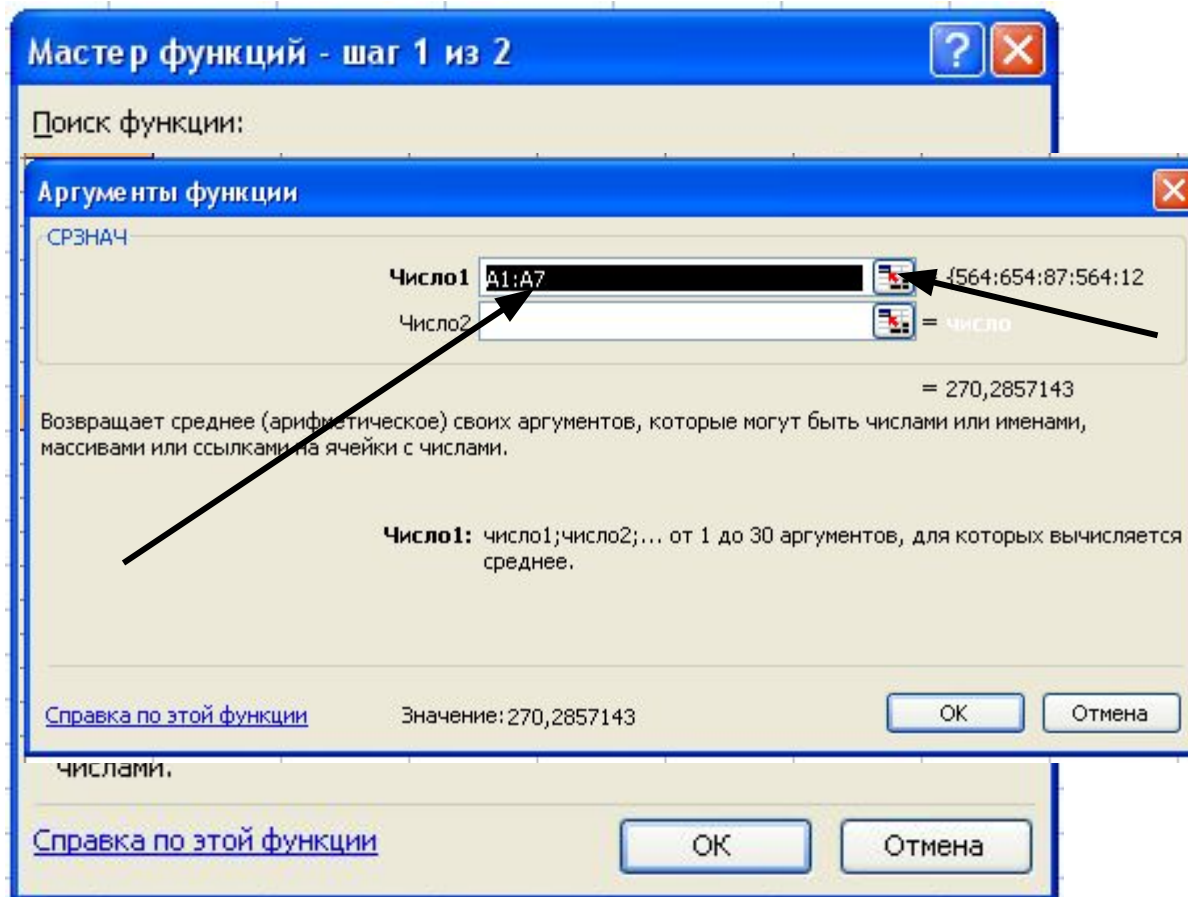 Мастер функций - шаг 1 из 2
Поиск функции:
Аргументы функции
СРЗНАЧ
Число1 A1:A7 = {564:654:87:564:12
Число2 = число
= 270,2857143
Возвращает среднее (арифметическое) своих аргументов, которые могут быть числами или именами,
массивами или ссылками на ячейки с числами.
Число1: число1;число2;... от 1 до 30 аргументов, для которых вычисляется
среднее.
Справка по этой функции Значение:270,2857143 ОК Отмена
числами.
Справка по этой функции ОК Отмена